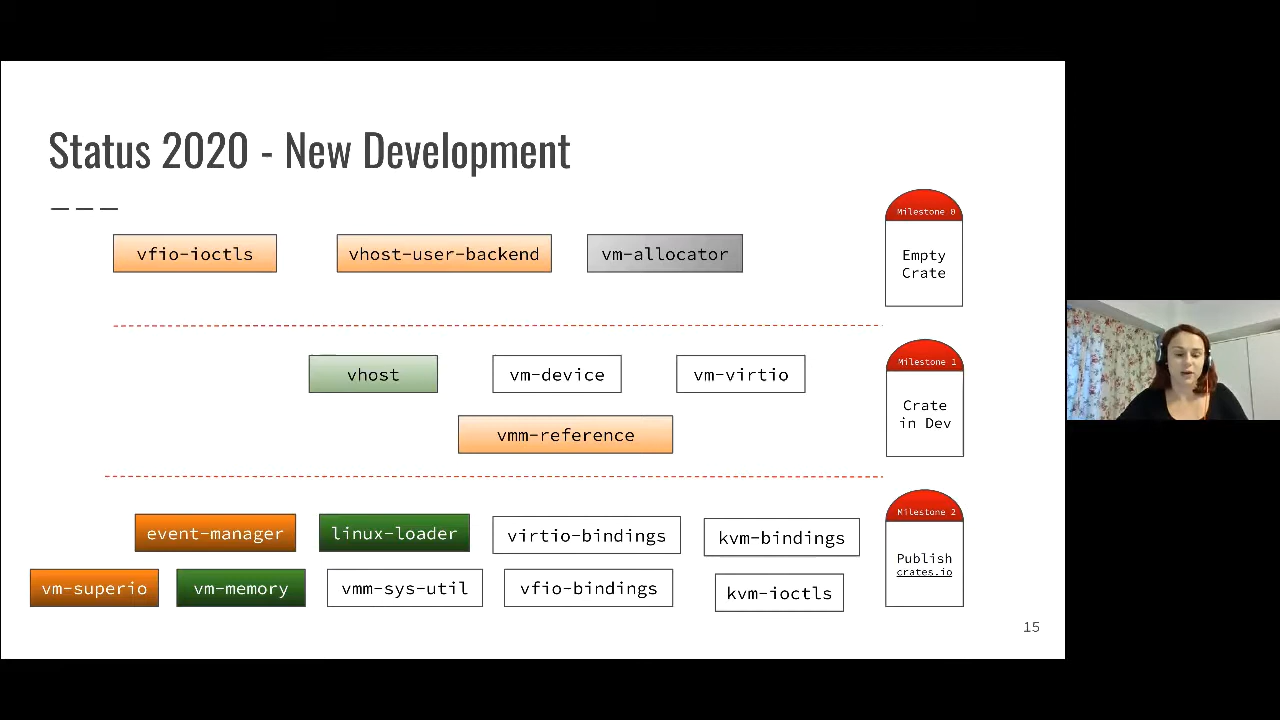 Status 2020 - New Development
Milestone 0
vfio-ioctls
vhost-user-backend
vm-allocator
Empty
Crate
Milestone 1
vhost
vm-device
vm-virtio
Crate
in Dev
vmm-reference
Milestone 2
event-manager
linux-loader
virtio-bindings
kvm-bindings
Publish
crates.io
vm-superio
vm-memory
vmm-sys-util
vfio-bindings
kvm-ioctls
15